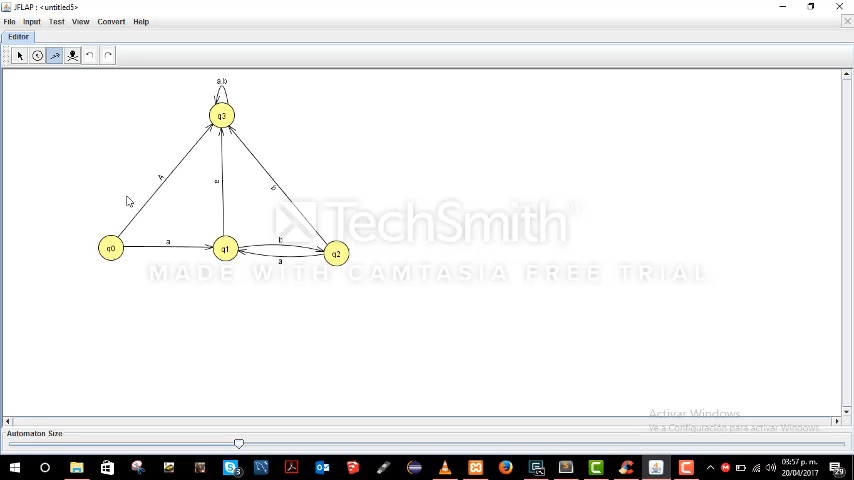 JFLAP : <untitled5>
File Input Test View Convert Help
Editor
a,b
q3
A
a
b
q0
a
q1
b
q2
a
TechSmith
MADE WITH CAMTASIA FREE TRIAL
Activar Windows
Ve a Configuración para activar Windows.
Automaton Size
03:57 p. m.
20/04/2017